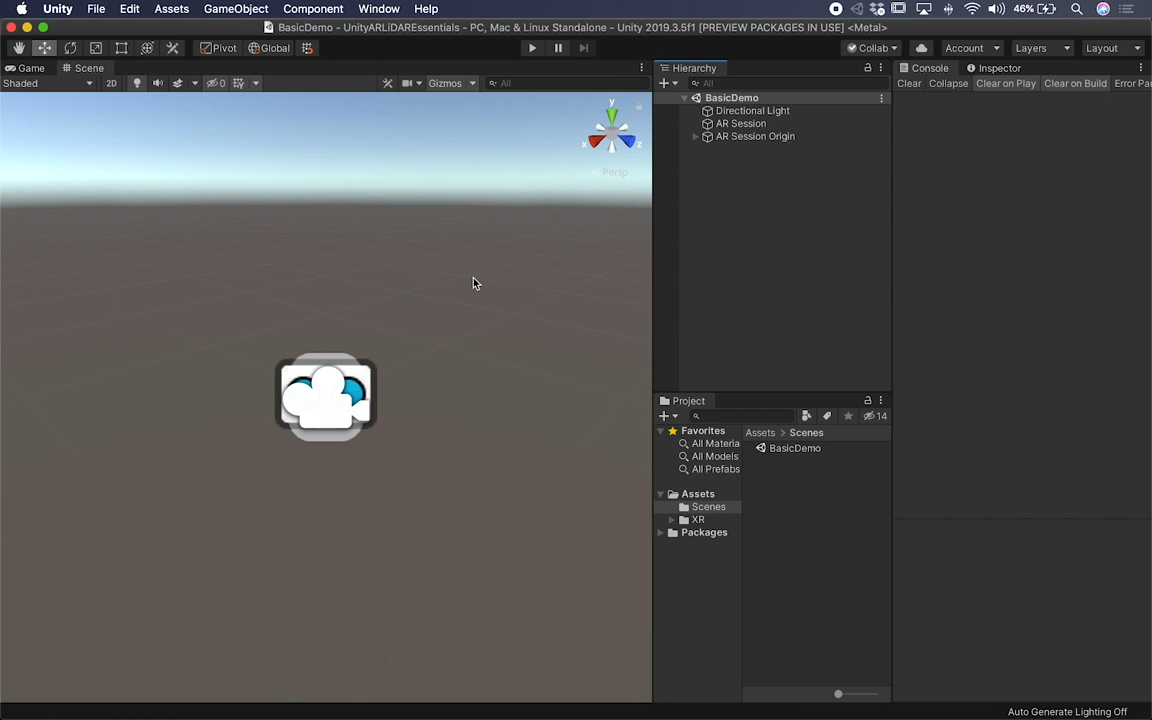 Unity File Edit Assets GameObject Component Window Help 46%
BasicDemo - UnityARLiDAREssentials - PC, Mac & Linux Standalone - Unity 2019.3.5f1 [PREVIEW PACKAGES IN USE] <Metal>
Pivot Global Collab Account Layers Layout
Game Scene Hierarchy Console Inspector
Shaded 2D 0 Gizmos All All Clear Collapse Clear on Play Clear on Build Error Pa
BasicDemo
Directional Light
AR Session
AR Session Origin
y
x z
Persp
Project
14
Favorites
All Materia
All Models
All Prefabs
Assets
Scenes
XR
Packages
Assets > Scenes
BasicDemo
Auto Generate Lighting Off